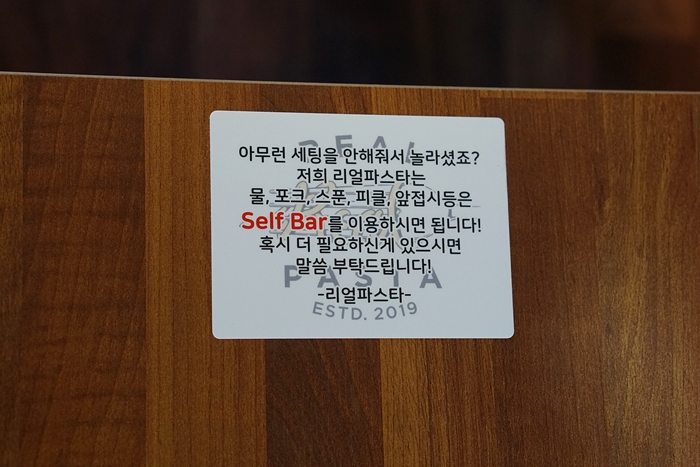 아무런 세팅을 안해줘서 놀라셨죠?
저희 리얼파스타는
물, 포크, 스푼, 피클, 앞접시등은
Self Bar를 이용하시면 됩니다!
혹시 더 필요하신게 있으시면
말씀 부탁드립니다!
-리얼파스타-
REAL
PASTA
ESTD. 2019